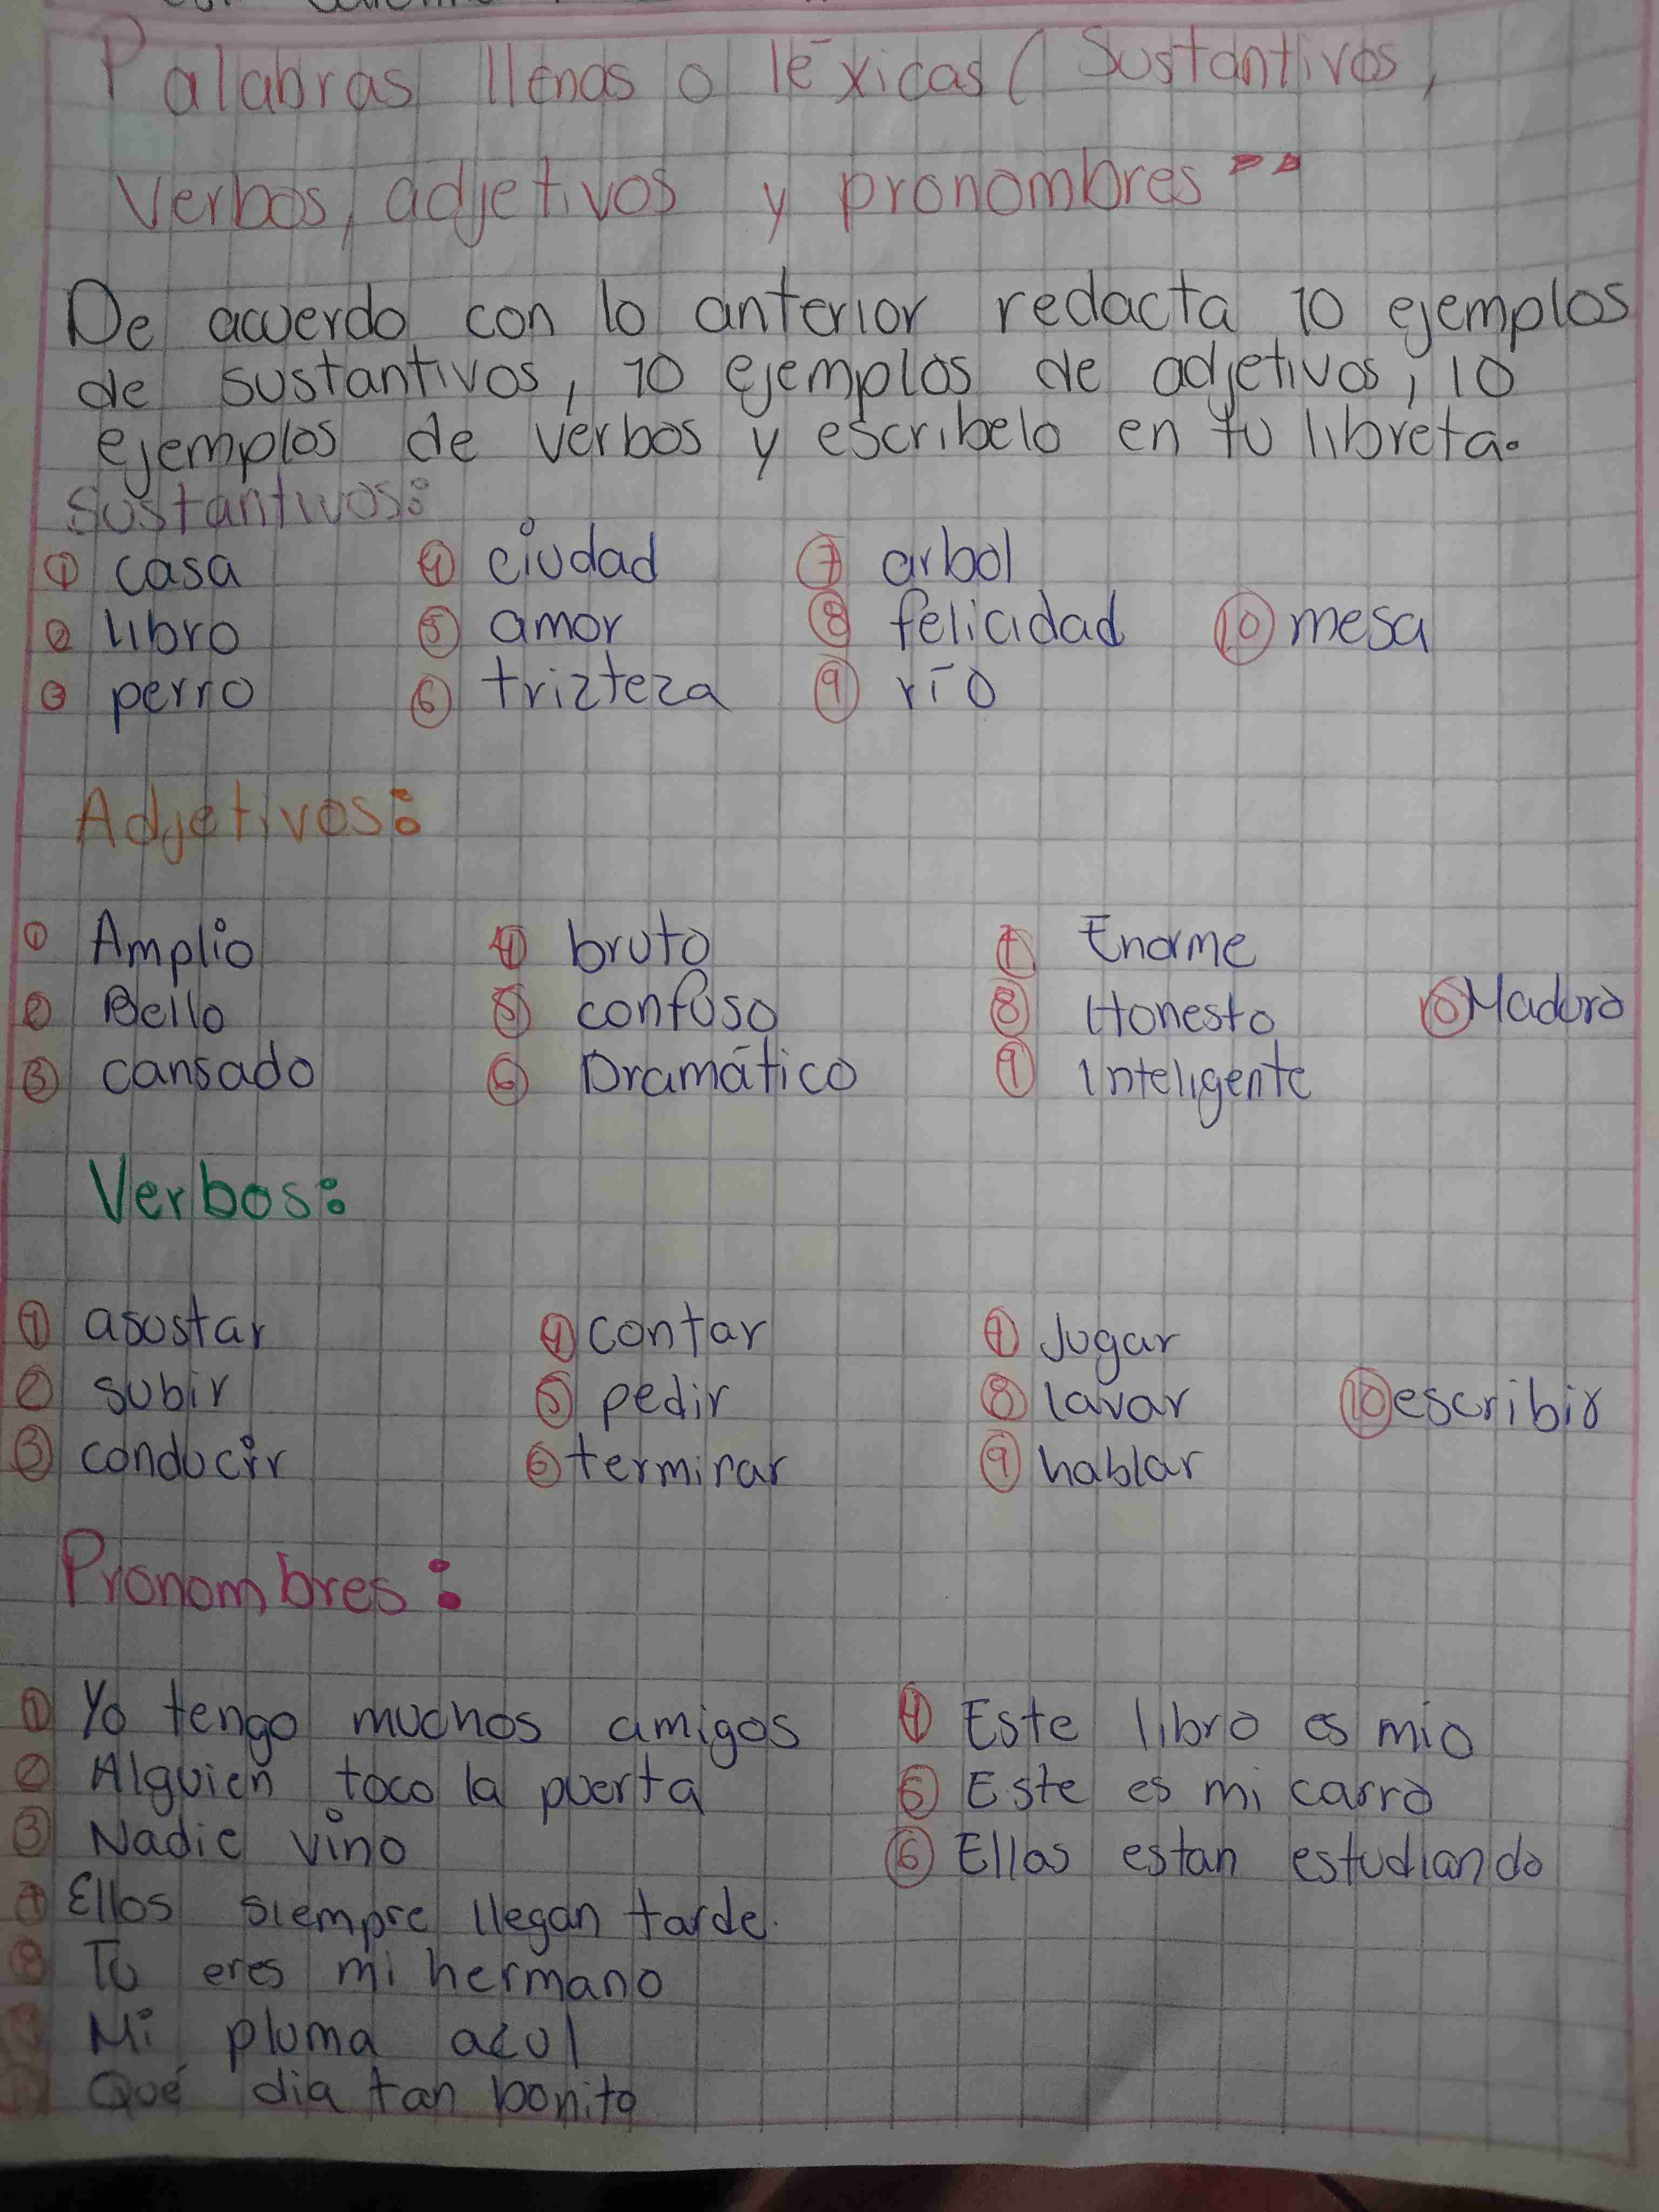 Palabras llenas o léxicas ( Sustantivos,
Verbos, adjetivos y pronombres
De acuerdo con lo anterior redacta 10 ejemplos
de sustantivos, 10 ejemplos de adjetivos, 10
ejemplos de verbos y escribelo en tu libreta.
Sustantivos:
1 casa 4 ciudad 7 arbol
2 libro 5 amor 8 felicidad 10 mesa
3 perro 6 trizteza 9 río
Adjetivos:
1 Amplio 4 bruto 7 Enorme
2 Bello 5 confuso 8 Honesto 10 Maduro
3 cansado 6 Dramático 9 Inteligente
Verbos:
1 asustar 4 contar 7 Jugar
2 subir 5 pedir 8 lavar 10 escribir
3 conducir 6 terminar 9 hablar
Pronombres:
1 Yo tengo muchos amigos 4 Este libro es mio
2 Alguien toco la puerta 5 Este es mi carro
3 Nadie vino 6 Ellos estan estudiando
7 Ellos siempre llegan tarde.
8 Tu eres mi hermano
Mi pluma azul
Qué dia tan bonito